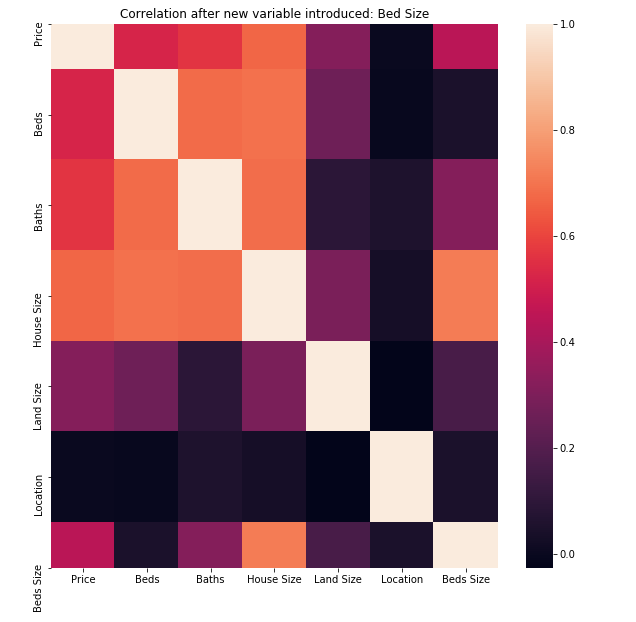 Correlation after new variable introduced: Bed Size
Price
Beds
Baths
House Size
Land Size
Location
Beds Size
Price Beds Baths House Size Land Size Location Beds Size
1.0
0.8
0.6
0.4
0.2
0.0